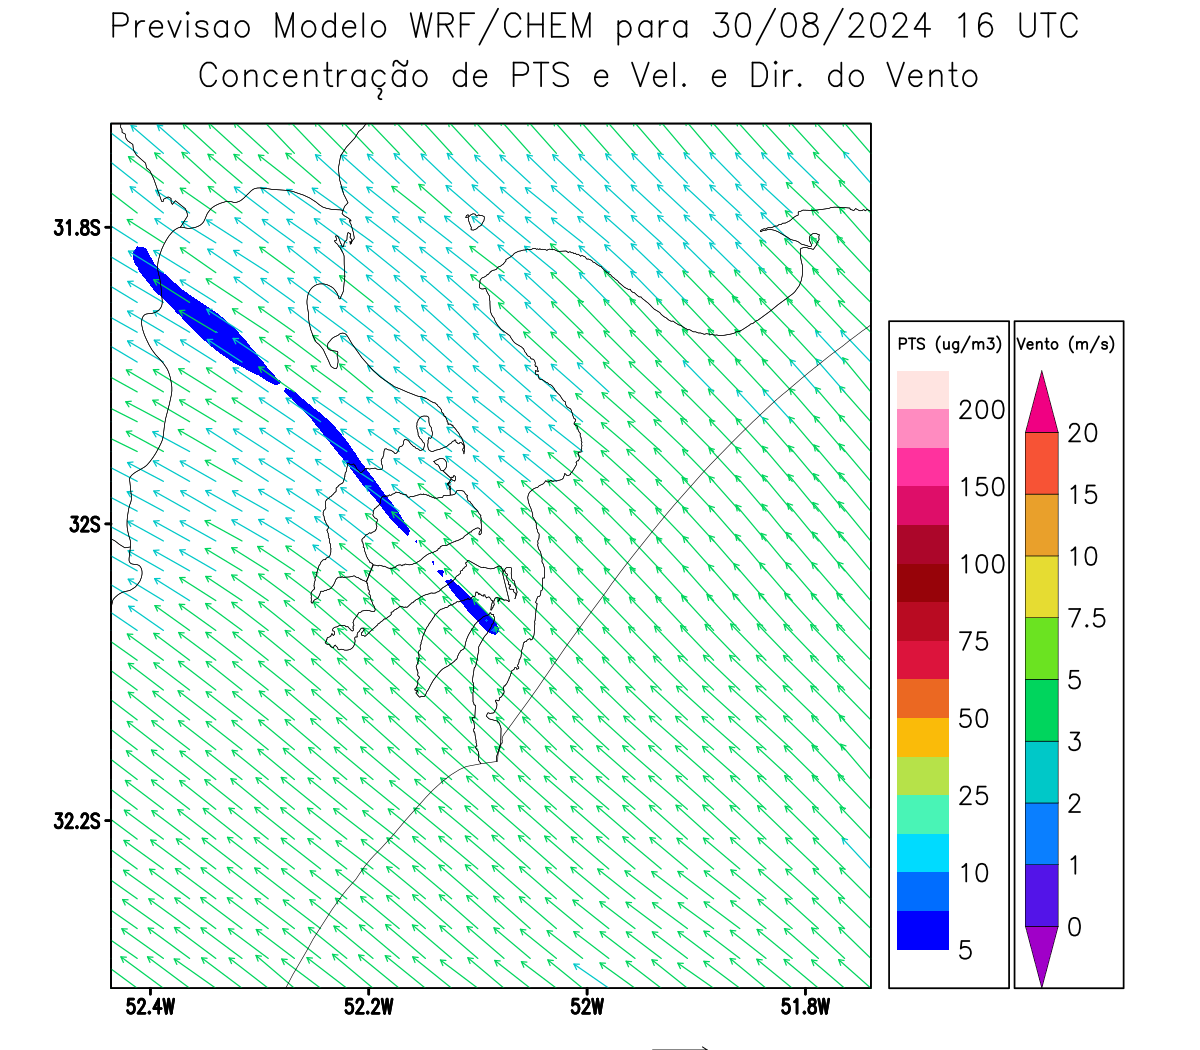 Previsao Modelo WRF/CHEM para 30/08/2024 16 UTC
Concentração de PTS e Vel. e Dir. do Vento
31.8S
32S
32.2S
52.4W 52.2W 52W 51.8W
PTS (ug/m3)
200
150
100
75
50
25
10
5
Vento (m/s)
20
15
10
7.5
5
3
2
1
0